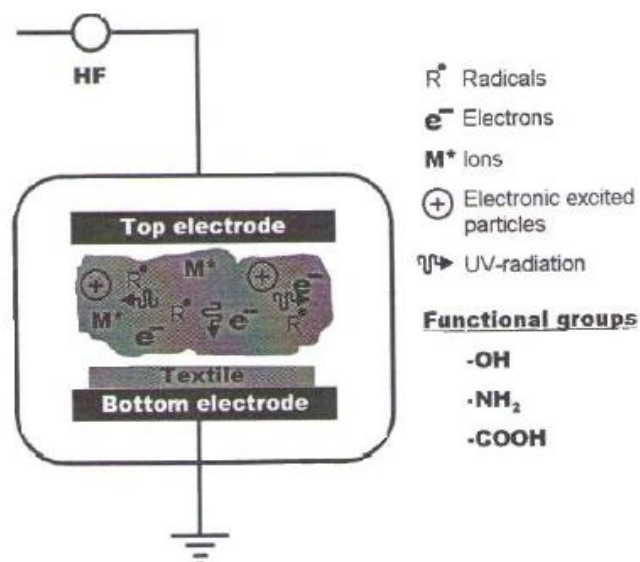 HF
R• Radicals
e− Electrons
M* Ions
+ Electronic excited
particles
UV-radiation
Top electrode
+ R• M* + e−
M* e− R• e− R•
Textile
Bottom electrode
Functional groups
-OH
-NH₂
-COOH